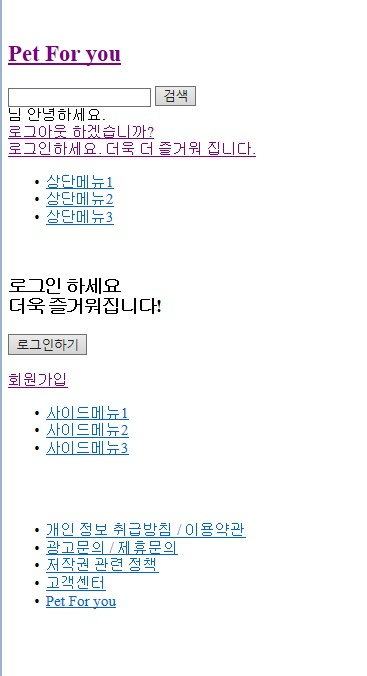 Pet For you
검색
님 안녕하세요.
로그아웃 하겠습니까?
로그인하세요. 더욱 더 즐거워 집니다.
상단메뉴1
상단메뉴2
상단메뉴3
로그인 하세요
더욱 즐거워집니다!
로그인하기
회원가입
사이드메뉴1
사이드메뉴2
사이드메뉴3
개인 정보 취급방침 / 이용약관
광고문의 / 제휴문의
저작권 관련 정책
고객센터
Pet For you